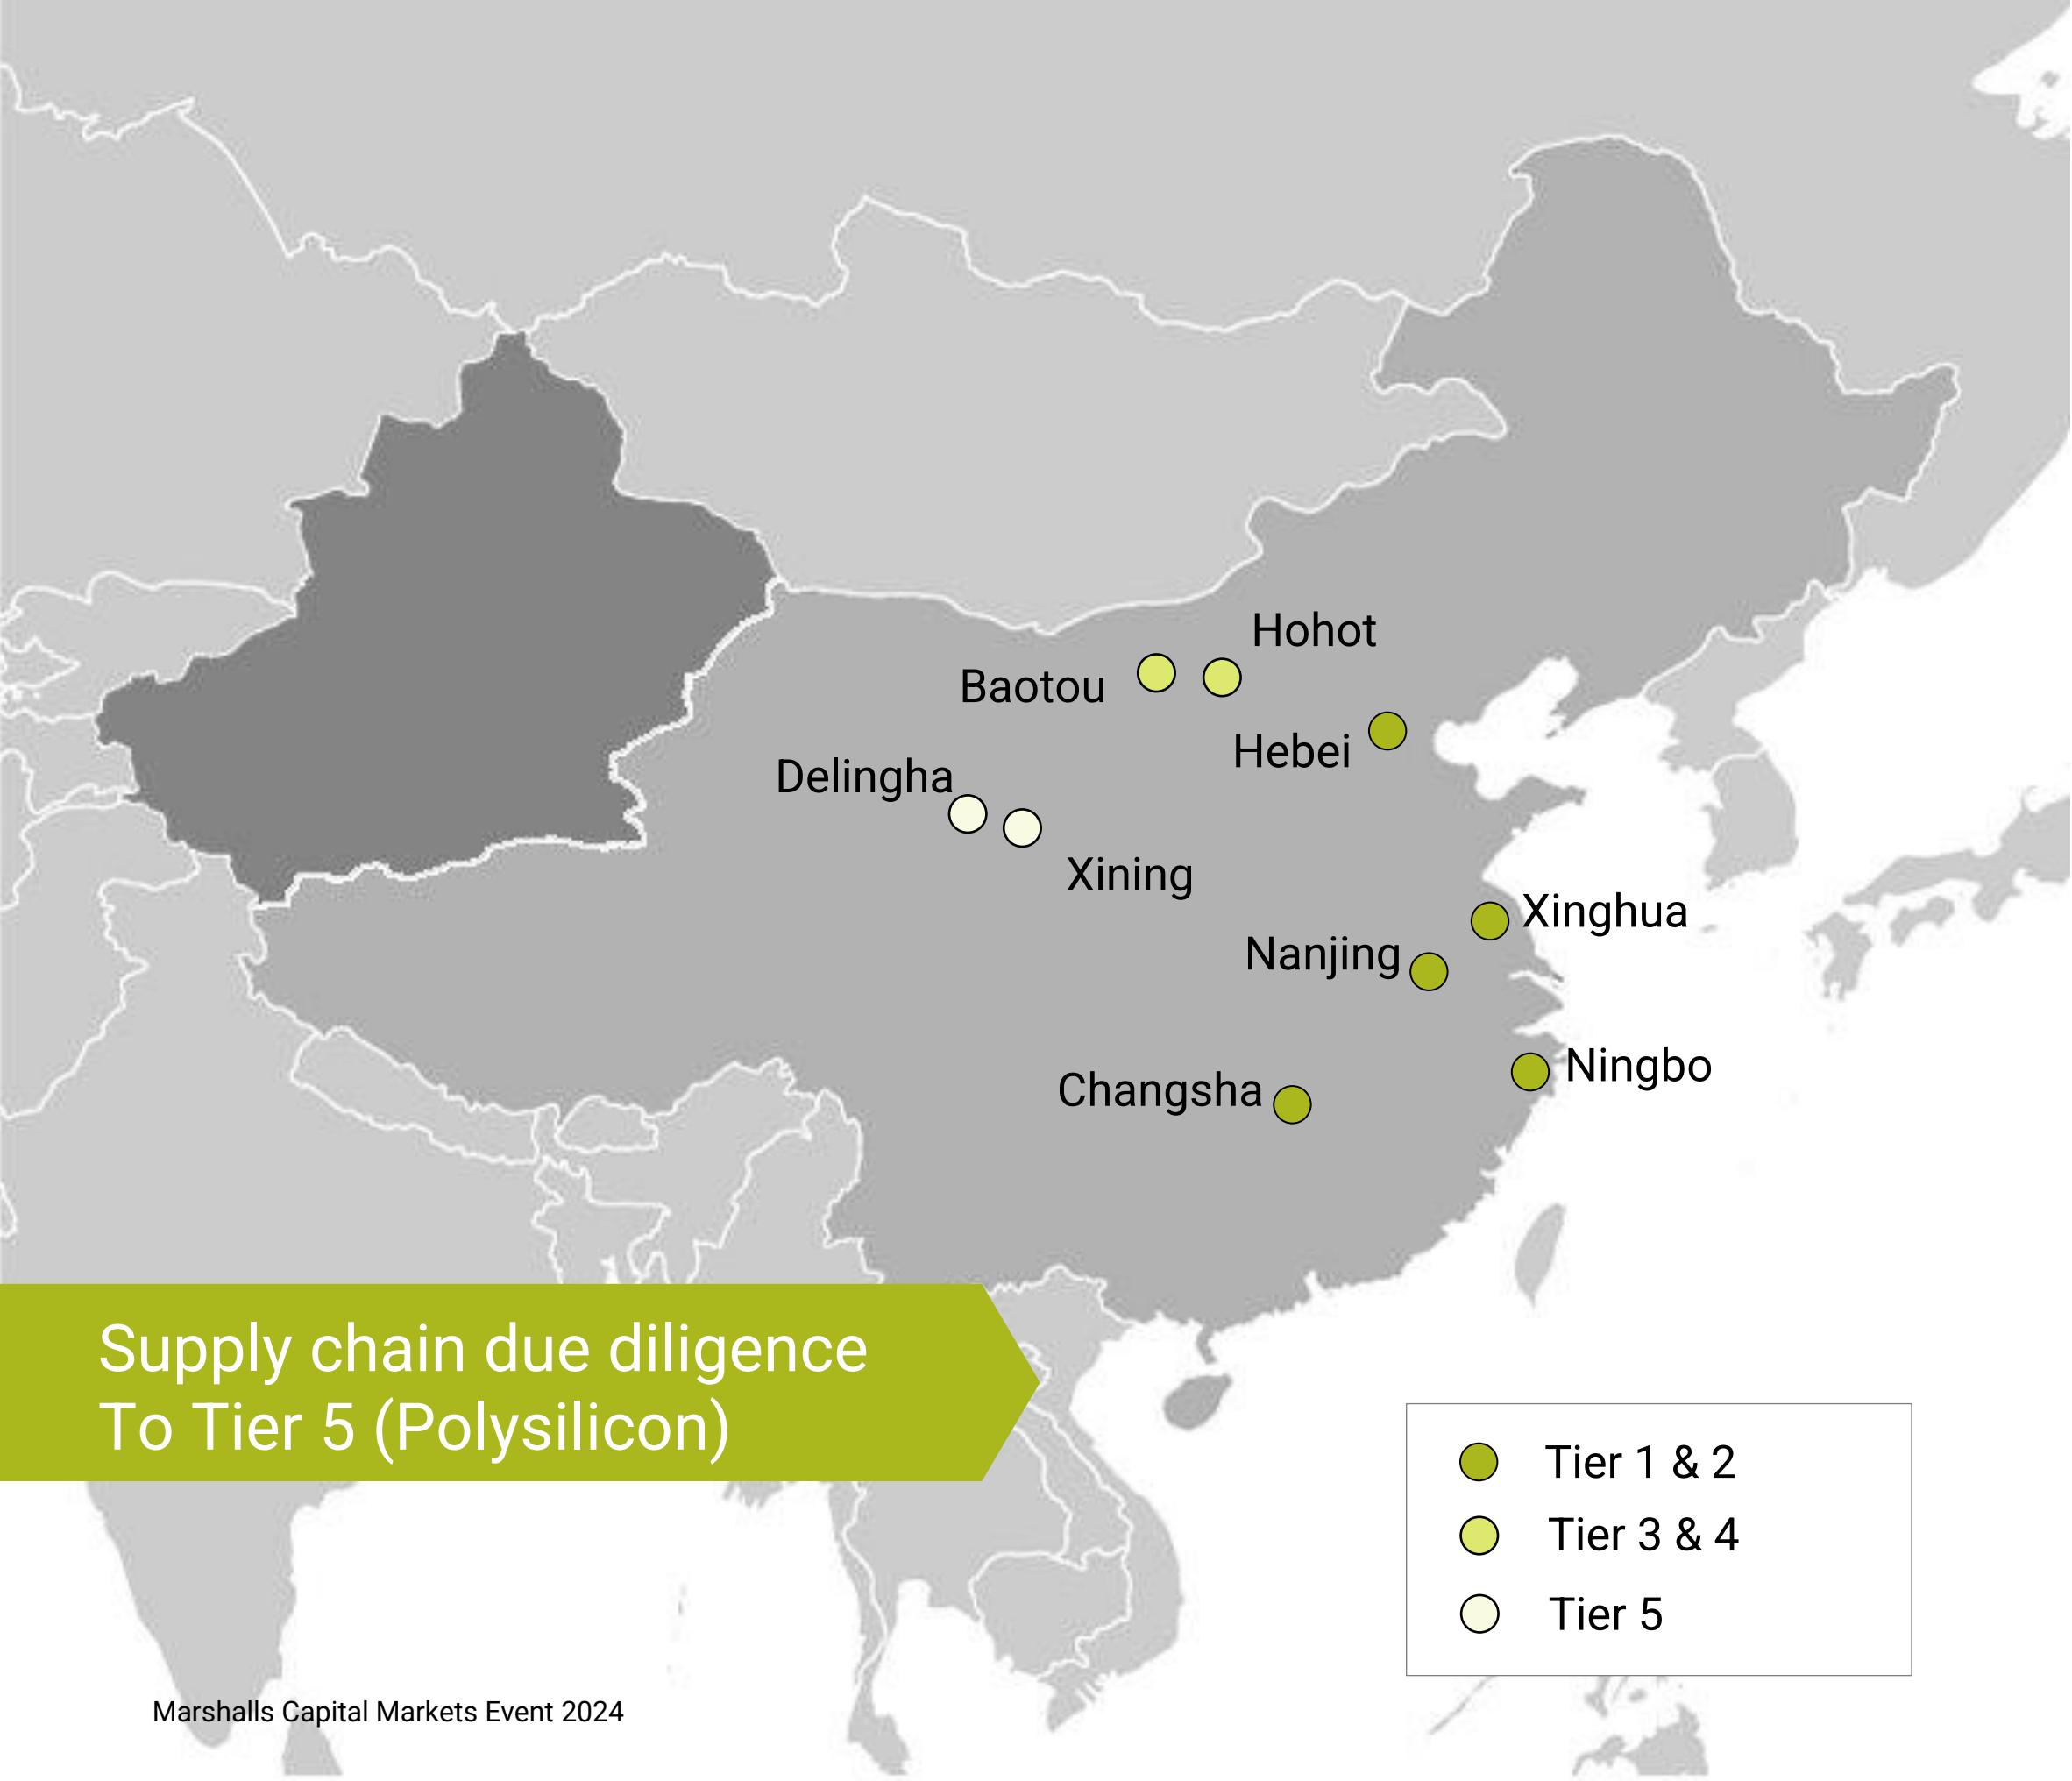 Hohot
Baotou
Hebei
Delingha
Xining
Xinghua
Nanjing
Ningbo
Changsha
Supply chain due diligence
To Tier 5 (Polysilicon)
Tier 1 & 2
Tier 3 & 4
Tier 5
Marshalls Capital Markets Event 2024